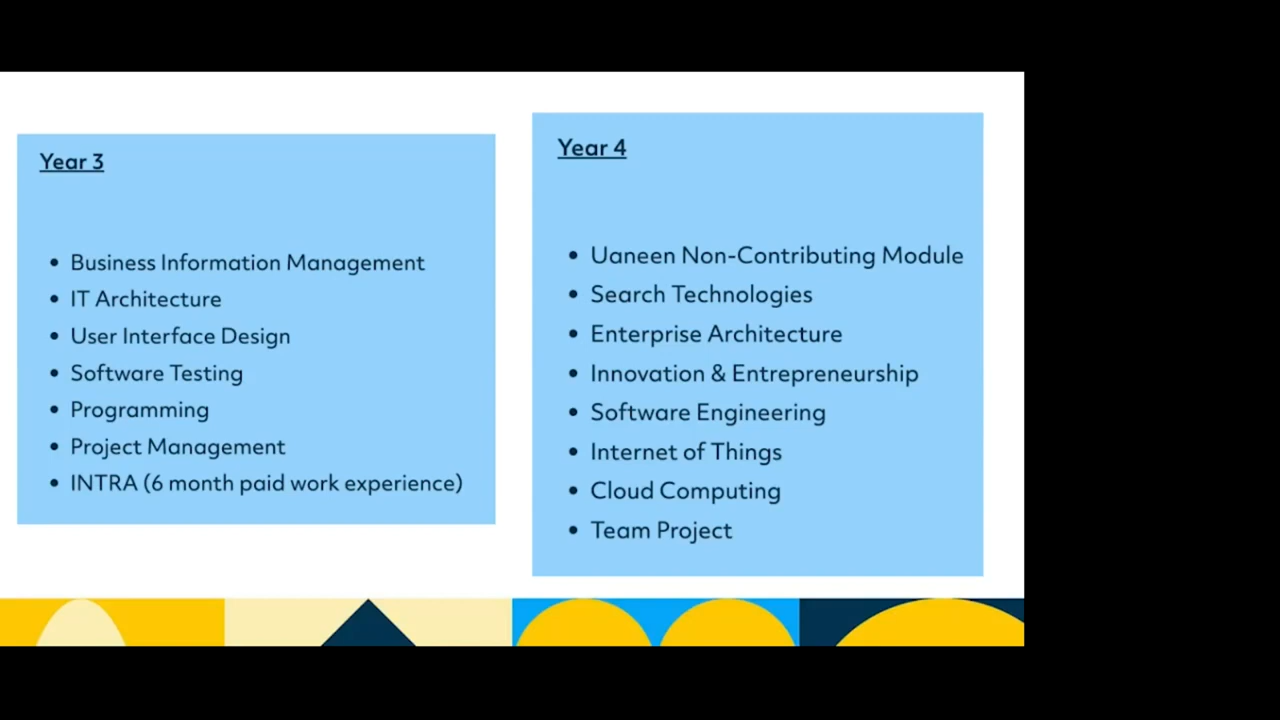 Year 3
• Business Information Management
• IT Architecture
• User Interface Design
• Software Testing
• Programming
• Project Management
• INTRA (6 month paid work experience)
Year 4
• Uaneen Non-Contributing Module
• Search Technologies
• Enterprise Architecture
• Innovation & Entrepreneurship
• Software Engineering
• Internet of Things
• Cloud Computing
• Team Project